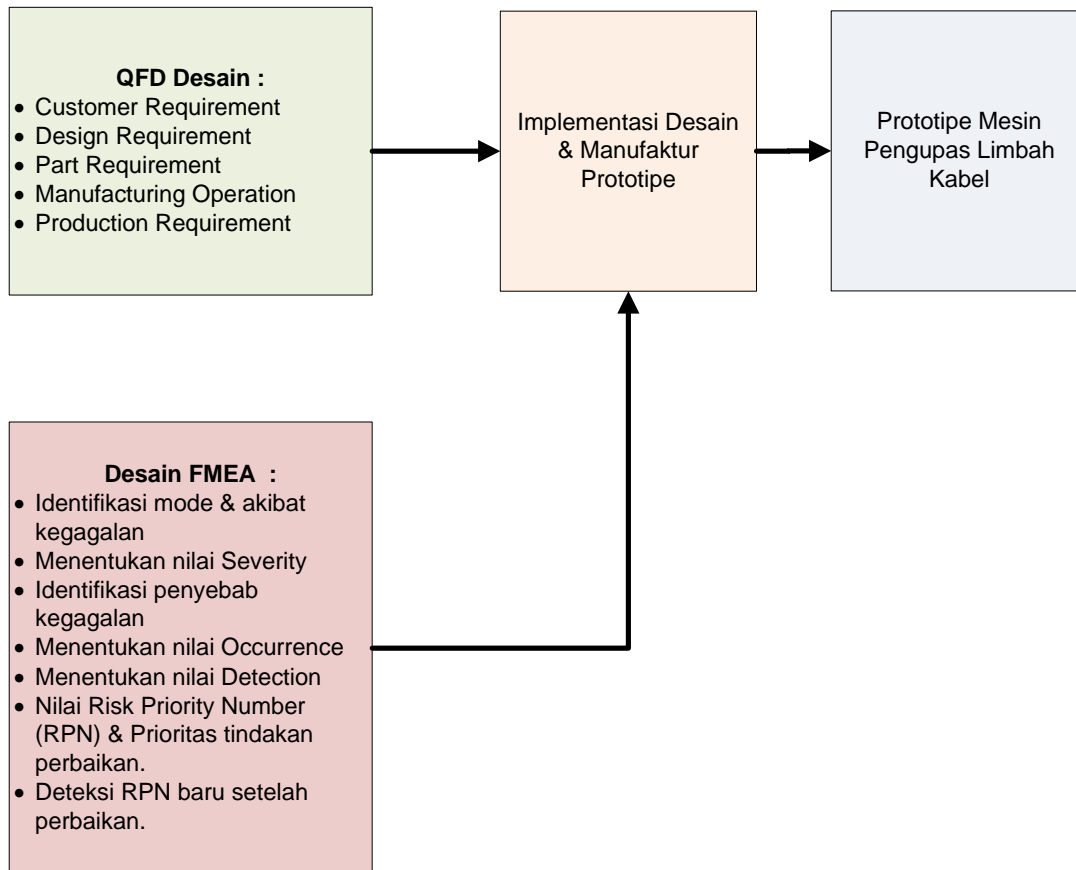 QFD Desain :
• Customer Requirement
• Design Requirement
• Part Requirement
• Manufacturing Operation
• Production Requirement
Implementasi Desain
& Manufaktur
Prototipe
Prototipe Mesin
Pengupas Limbah
Kabel
Desain FMEA :
• Identifikasi mode & akibat
kegagalan
• Menentukan nilai Severity
• Identifikasi penyebab
kegagalan
• Menentukan nilai Occurrence
• Menentukan nilai Detection
• Nilai Risk Priority Number
(RPN) & Prioritas tindakan
perbaikan.
• Deteksi RPN baru setelah
perbaikan.